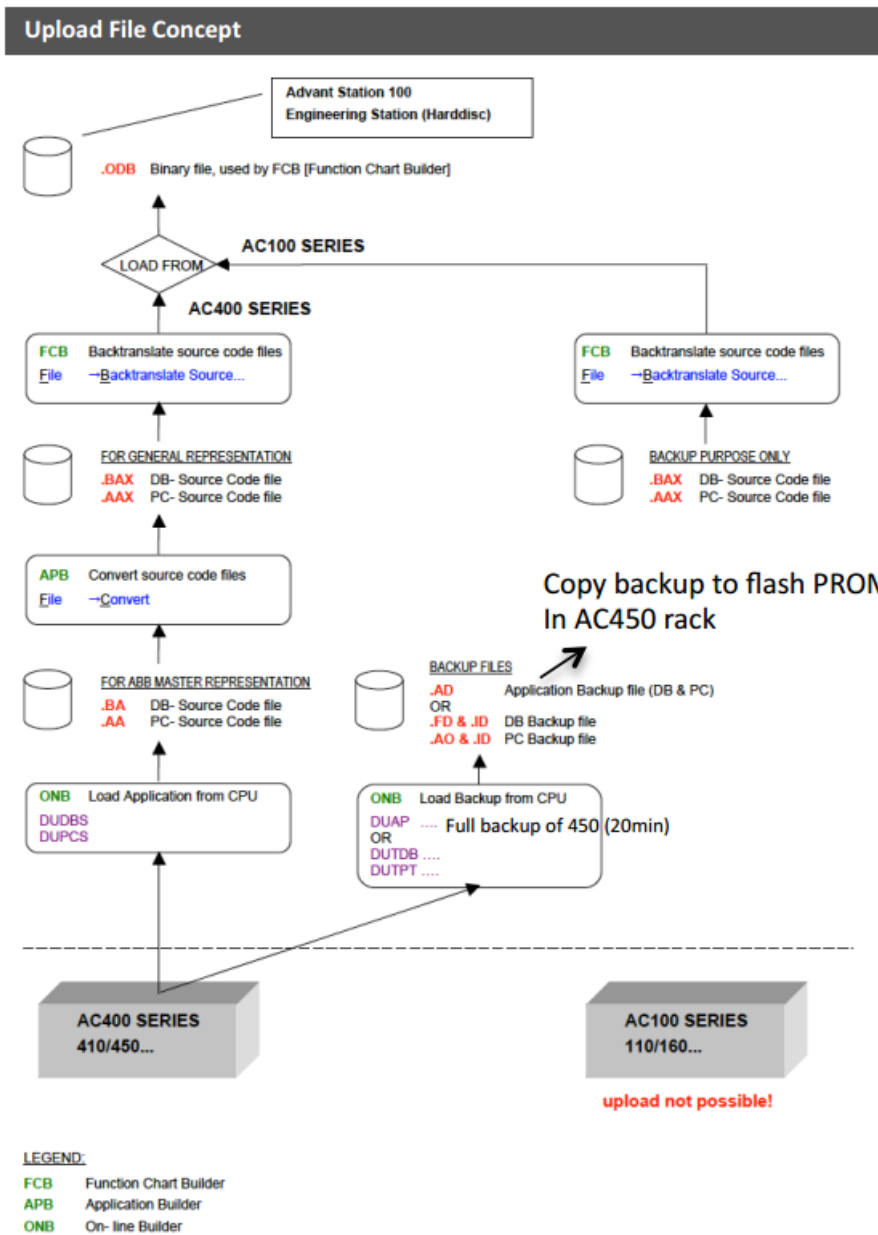 Upload File Concept
Advant Station 100
Engineering Station (Harddisc)
.ODB Binary file, used by FCB [Function Chart Builder]
LOAD FROM
AC100 SERIES
AC400 SERIES
FCB Backtranslate source code files
File →Backtranslate Source...
FCB Backtranslate source code files
File →Backtranslate Source...
FOR GENERAL REPRESENTATION
.BAX DB- Source Code file
.AAX PC- Source Code file
BACKUP PURPOSE ONLY
.BAX DB- Source Code file
.AAX PC- Source Code file
APB Convert source code files
File →Convert
Copy backup to flash PROM
In AC450 rack
FOR ABB MASTER REPRESENTATION
.BA DB- Source Code file
.AA PC- Source Code file
BACKUP FILES
.AD Application Backup file (DB & PC)
OR
.FD & .ID DB Backup file
.AO & .ID PC Backup file
ONB Load Application from CPU
DUDBS
DUPCS
ONB Load Backup from CPU
DUAP .... Full backup of 450 (20min)
OR
DUTDB ....
DUTPT ....
AC400 SERIES
410/450...
AC100 SERIES
110/160...
upload not possible!
LEGEND:
FCB Function Chart Builder
APB Application Builder
ONB On- line Builder